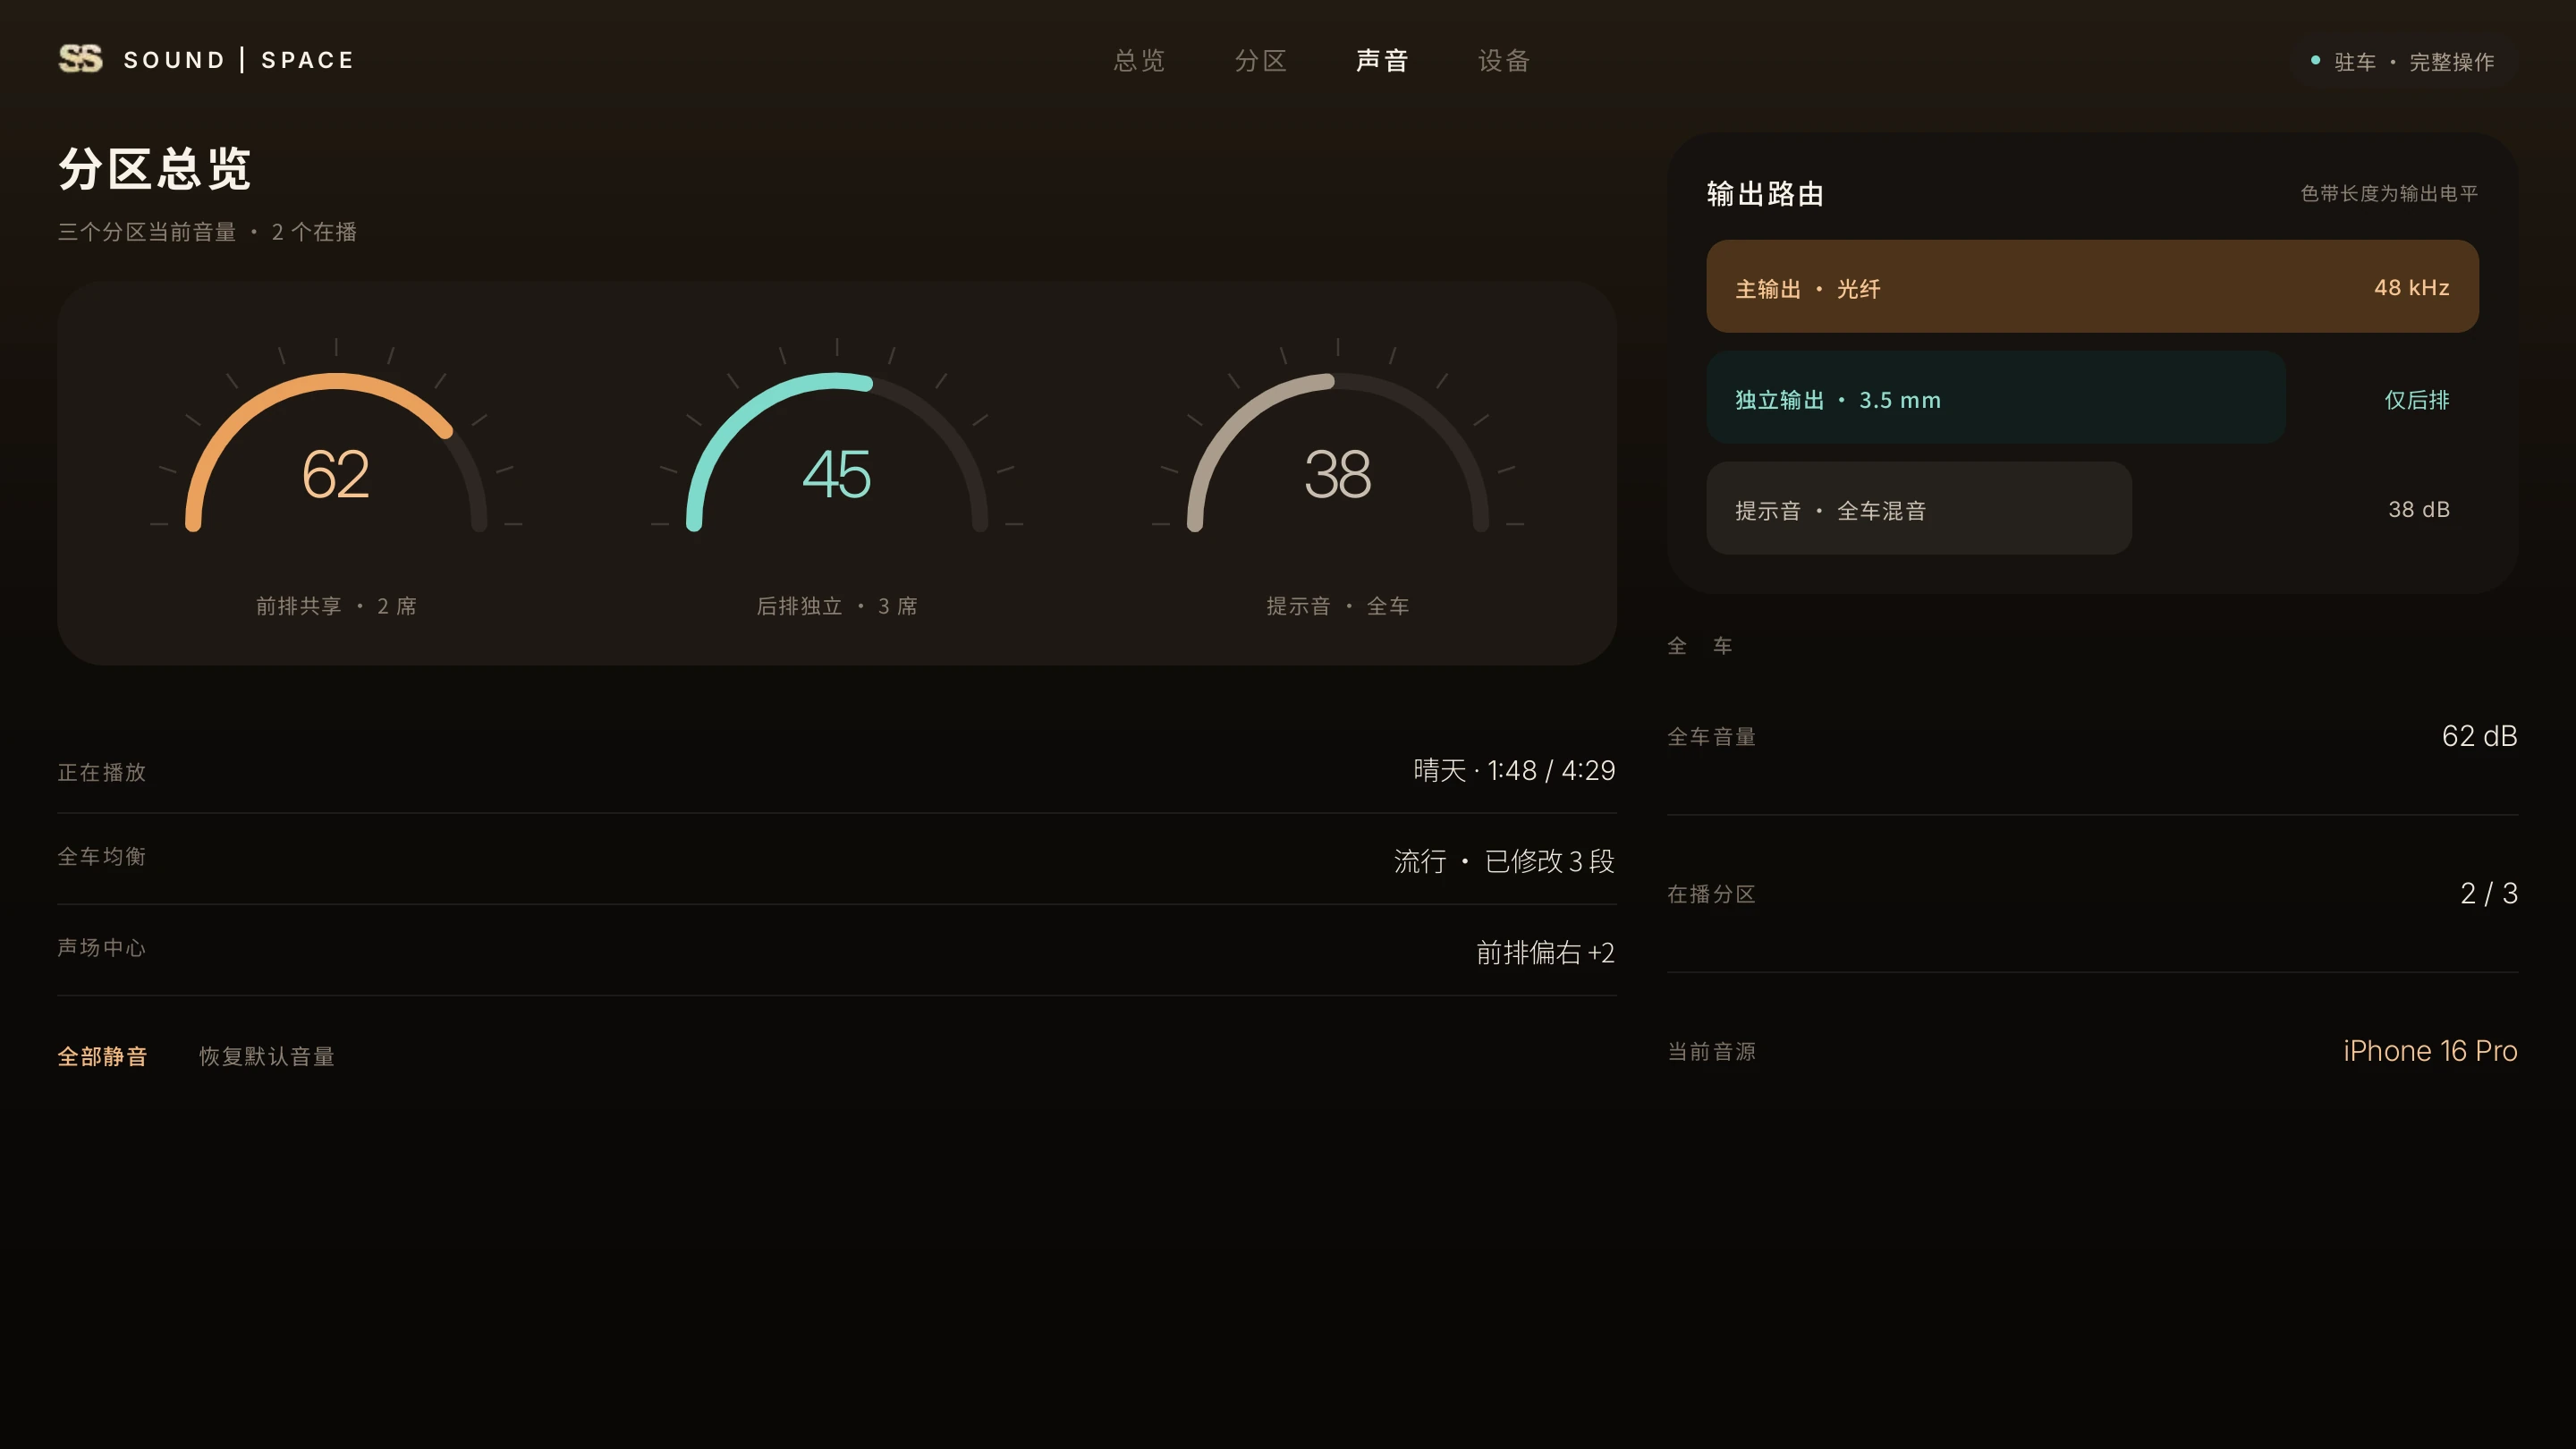 SS SOUND | SPACE
总览 分区 声音 设备
驻车 · 完整操作
分区总览
三个分区当前音量 · 2 个在播
62
45
38
前排共享 · 2 席
后排独立 · 3 席
提示音 · 全车
正在播放 晴天 · 1:48 / 4:29
全车均衡 流行 · 已修改 3 段
声场中心 前排偏右 +2
全部静音 恢复默认音量
输出路由 色带长度为输出电平
主输出 · 光纤 48 kHz
独立输出 · 3.5 mm 仅后排
提示音 · 全车混音 38 dB
全 车
全车音量 62 dB
在播分区 2 / 3
当前音源 iPhone 16 Pro